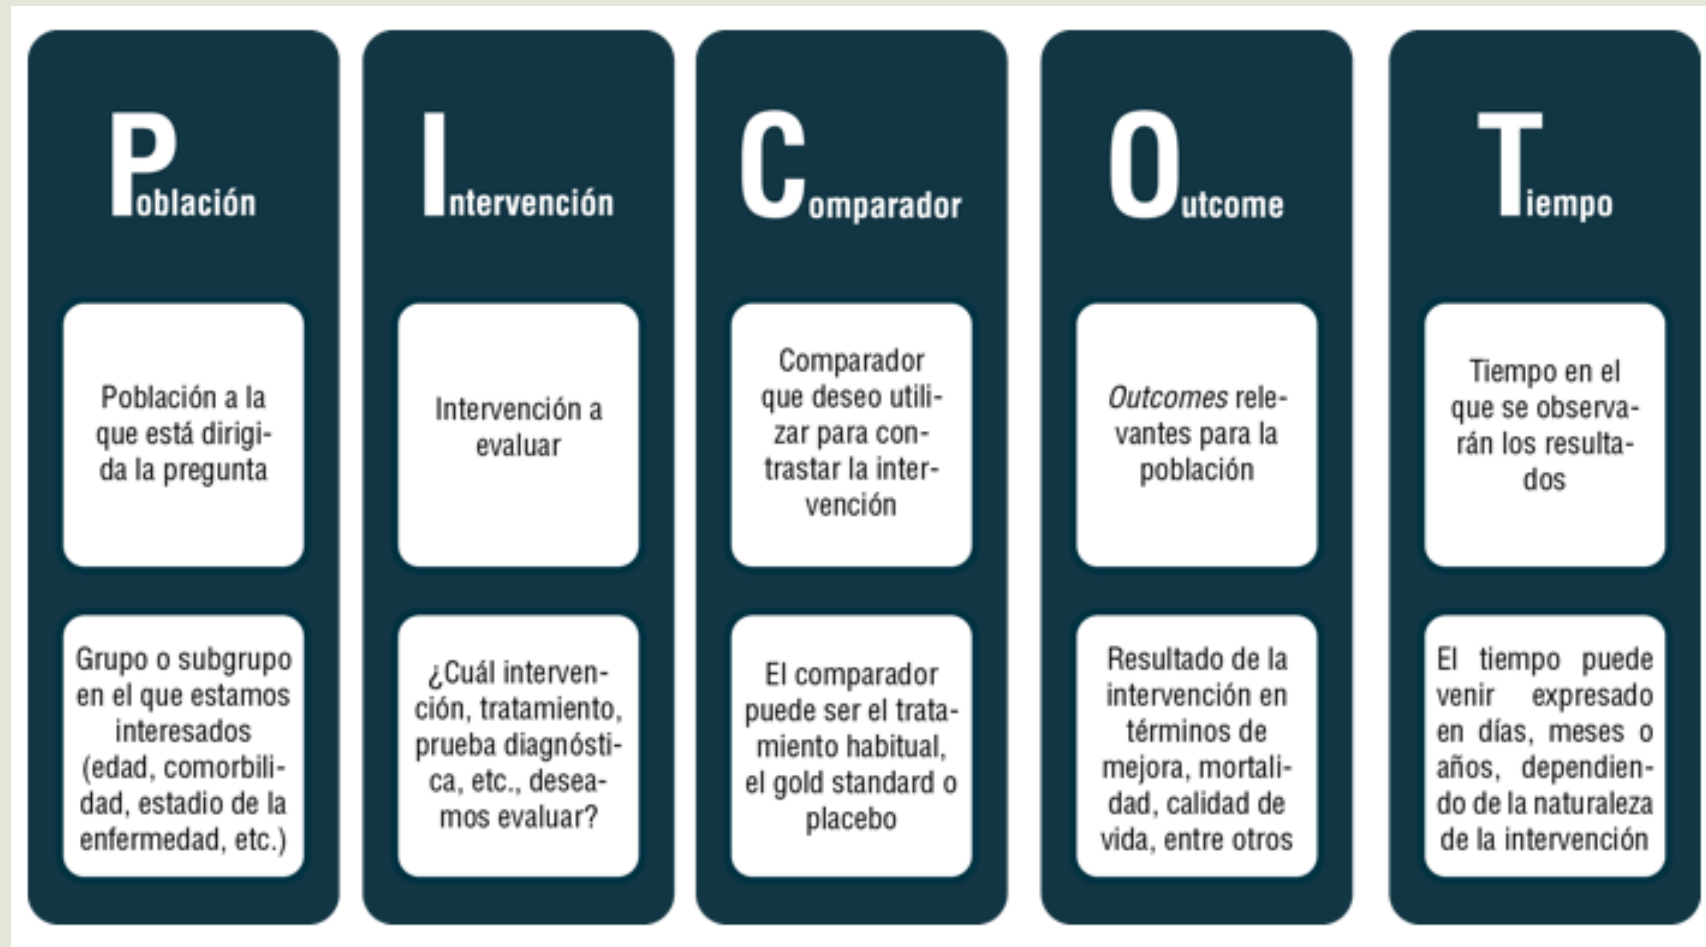 Población
Intervención
Comparador
Outcome
Tiempo
Población a la
que está dirigi-
da la pregunta
Intervención a
evaluar
Comparador
que deseo utili-
zar para con-
trastar la inter-
vención
Outcomes rele-
vantes para la
población
Tiempo en el
que se observa-
rán los resulta-
dos
Grupo o subgrupo
en el que estamos
interesados
(edad, comorbili-
dad, estadio de la
enfermedad, etc.)
¿Cuál interven-
ción, tratamiento,
prueba diagnósti-
ca, etc., desea-
mos evaluar?
El comparador
puede ser el trata-
miento habitual,
el gold standard o
placebo
Resultado de la
intervención en
términos de
mejora, mortali-
dad, calidad de
vida, entre otros
El tiempo puede
venir expresado
en días, meses o
años, dependien-
do de la naturaleza
de la intervención